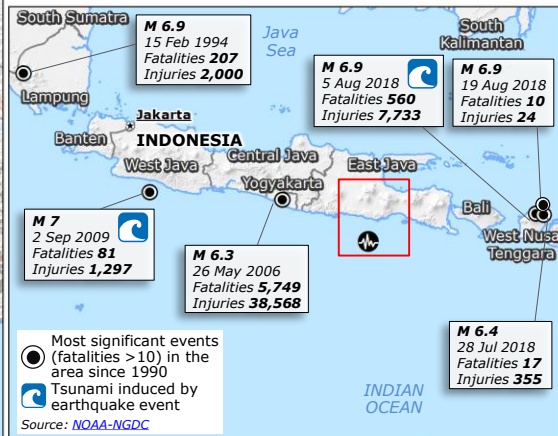 South Sumatra
M 6.9
15 Feb 1994
Fatalities 207
Injuries 2,000
Java
Sea
South
Kalimantan
M 6.9
5 Aug 2018
Fatalities 560
Injuries 7,733
M 6.9
19 Aug 2018
Fatalities 10
Injuries 24
Lampung
Jakarta
Banten
INDONESIA
West Java
Central Java
East Java
Yogyakarta
Bali
West Nusa
Tenggara
M 7
2 Sep 2009
Fatalities 81
Injuries 1,297
M 6.3
26 May 2006
Fatalities 5,749
Injuries 38,568
M 6.4
28 Jul 2018
Fatalities 17
Injuries 355
Most significant events
(fatalities >10) in the
area since 1990
Tsunami induced by
earthquake event
Source: NOAA-NGDC
INDIAN
OCEAN